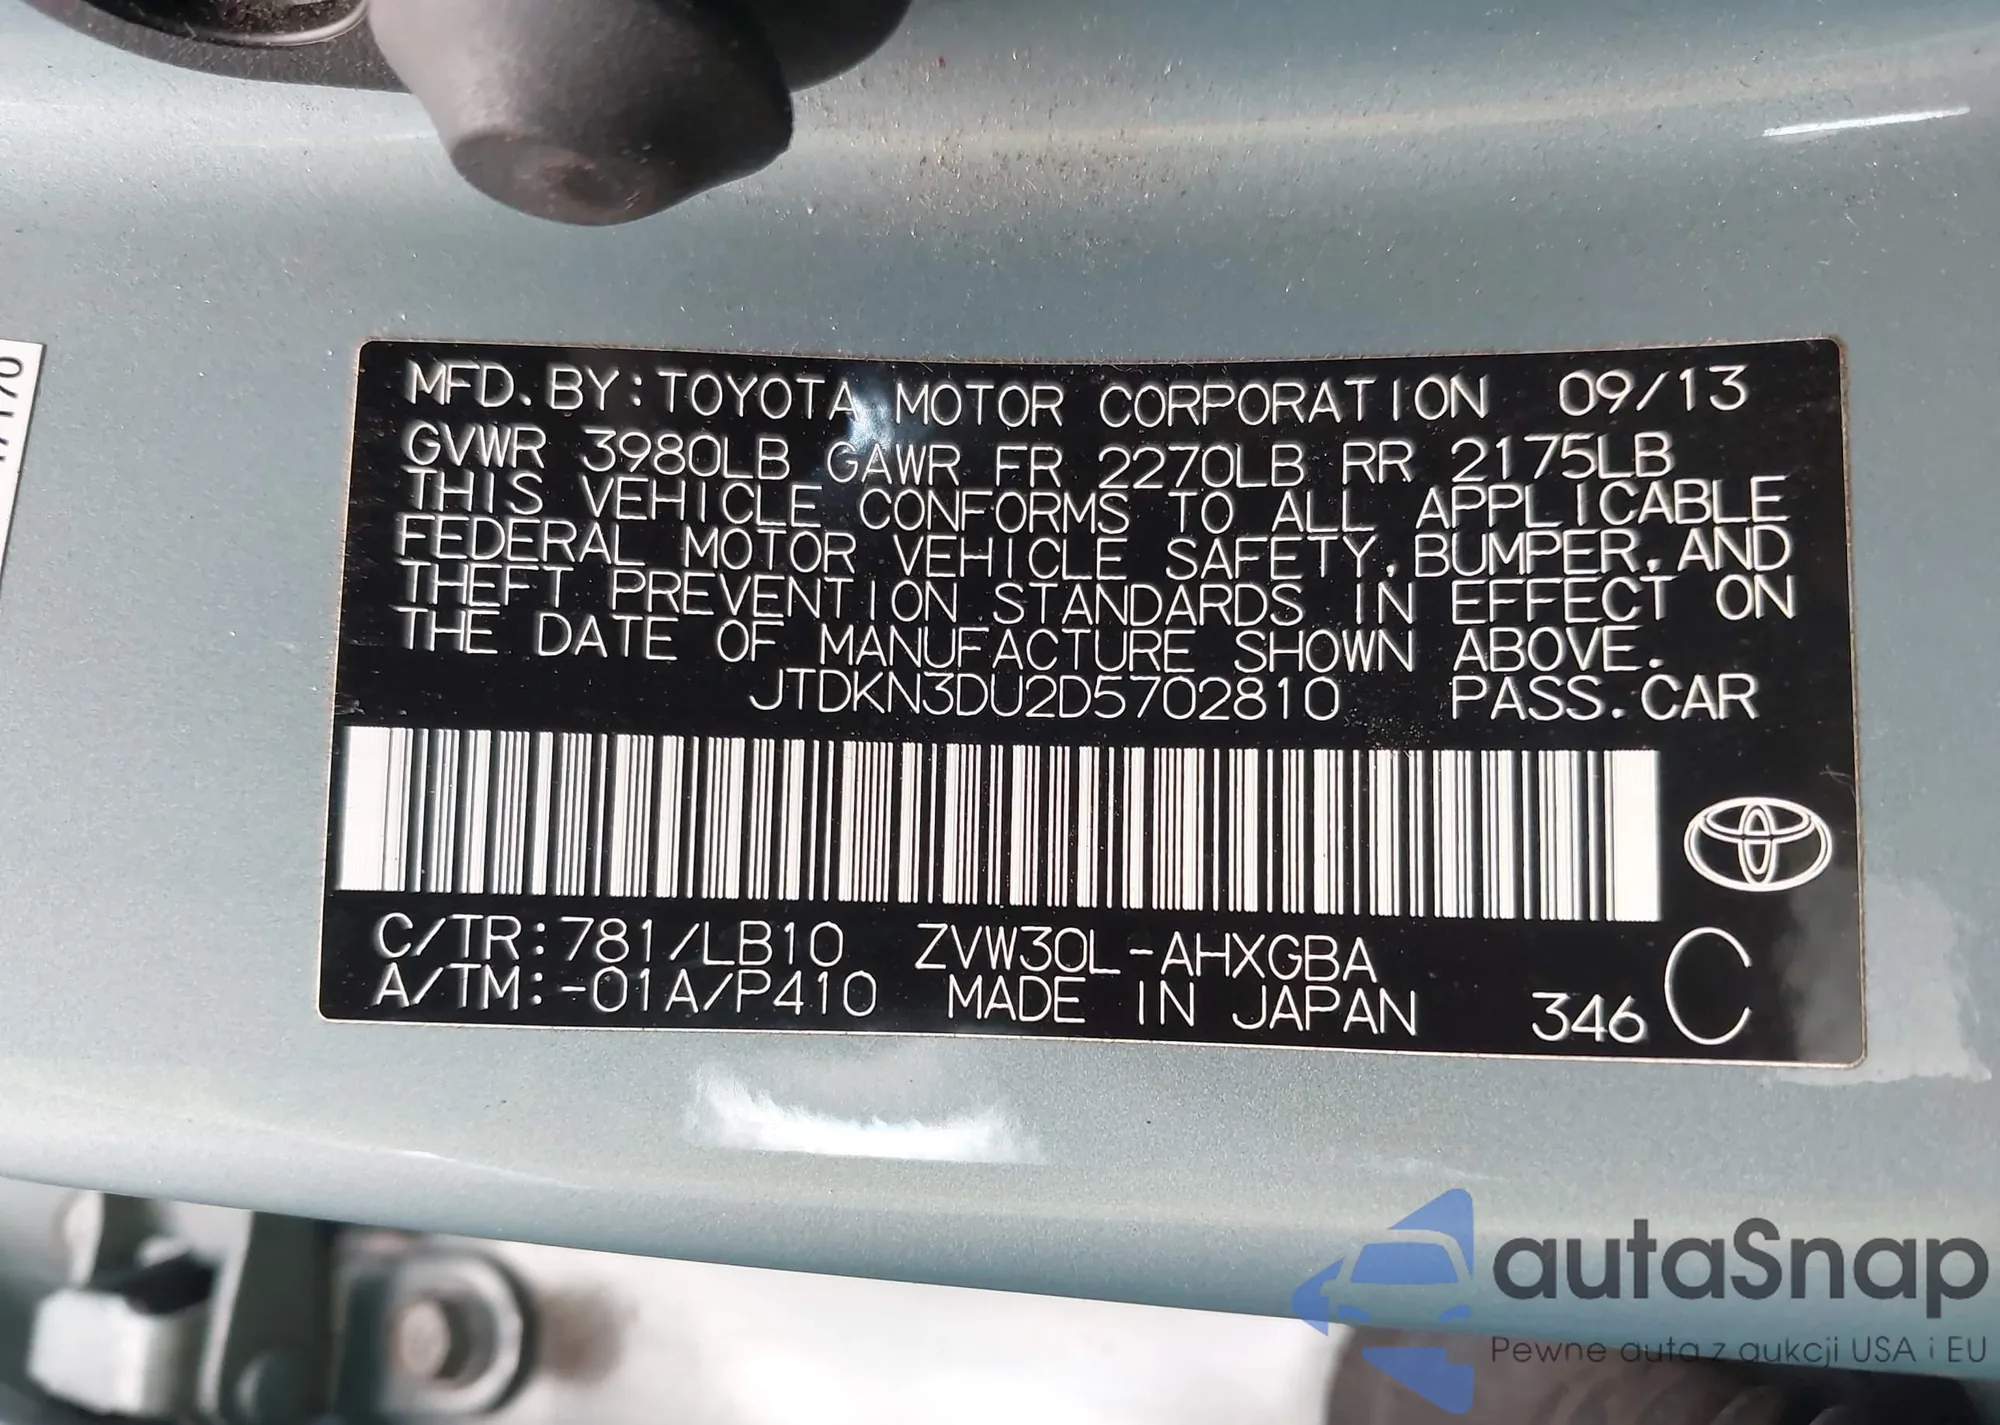 MFD. BY: TOYOTA MOTOR CORPORATION 09/13
GVWR 3980LB GAWR FR 2270LB RR 2175LB
THIS VEHICLE CONFORMS TO ALL APPLICABLE
FEDERAL MOTOR VEHICLE SAFETY, BUMPER, AND
THEFT PREVENTION STANDARDS IN EFFECT ON
THE DATE OF MANUFACTURE SHOWN ABOVE.
JTDKN3DU2D5702810 PASS. CAR
C/TR: 781/LB10 ZVW30L-AHXGBA
A/TM: -01A/P410 MADE IN JAPAN 346 C
autaSnap
Pewne auta z aukcji USA i EU